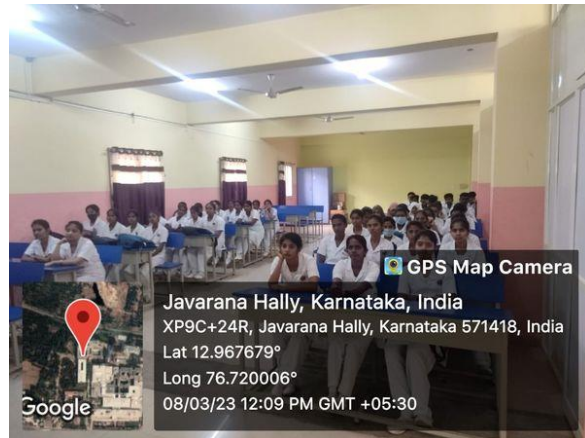 GPS Map Camera
Javarana Hally, Karnataka, India
XP9C+24R, Javarana Hally, Karnataka 571418, India
Lat 12.967679°
Long 76.720006°
08/03/23 12:09 PM GMT +05:30
Google